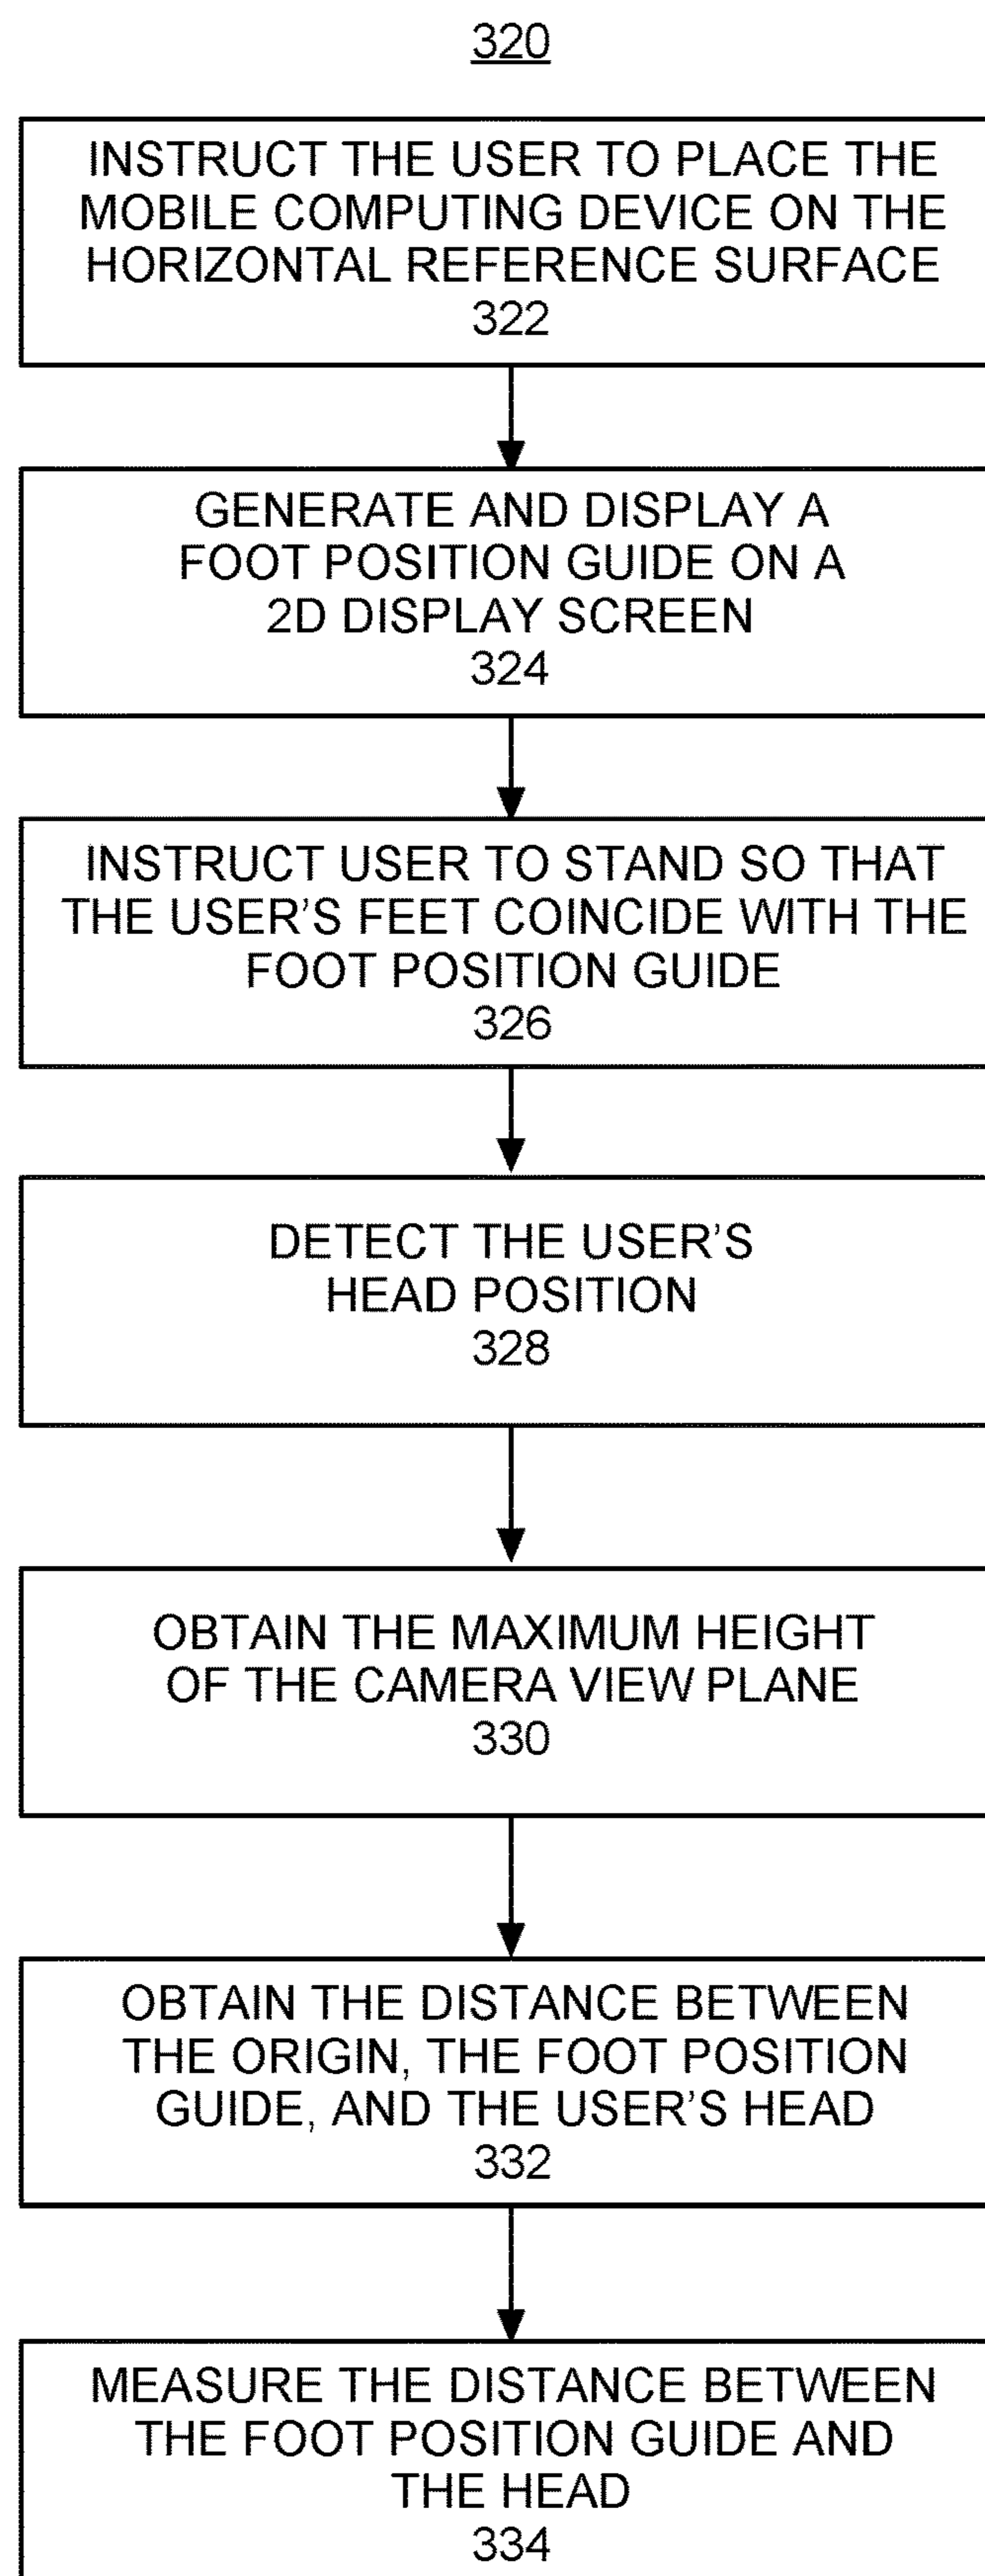 320
INSTRUCT THE USER TO PLACE THE
MOBILE COMPUTING DEVICE ON THE
HORIZONTAL REFERENCE SURFACE
322
GENERATE AND DISPLAY A
FOOT POSITION GUIDE ON A
2D DISPLAY SCREEN
324
INSTRUCT USER TO STAND SO THAT
THE USER'S FEET COINCIDE WITH THE
FOOT POSITION GUIDE
326
DETECT THE USER'S
HEAD POSITION
328
OBTAIN THE MAXIMUM HEIGHT
OF THE CAMERA VIEW PLANE
330
OBTAIN THE DISTANCE BETWEEN
THE ORIGIN, THE FOOT POSITION
GUIDE, AND THE USER'S HEAD
332
MEASURE THE DISTANCE BETWEEN
THE FOOT POSITION GUIDE AND
THE HEAD
334